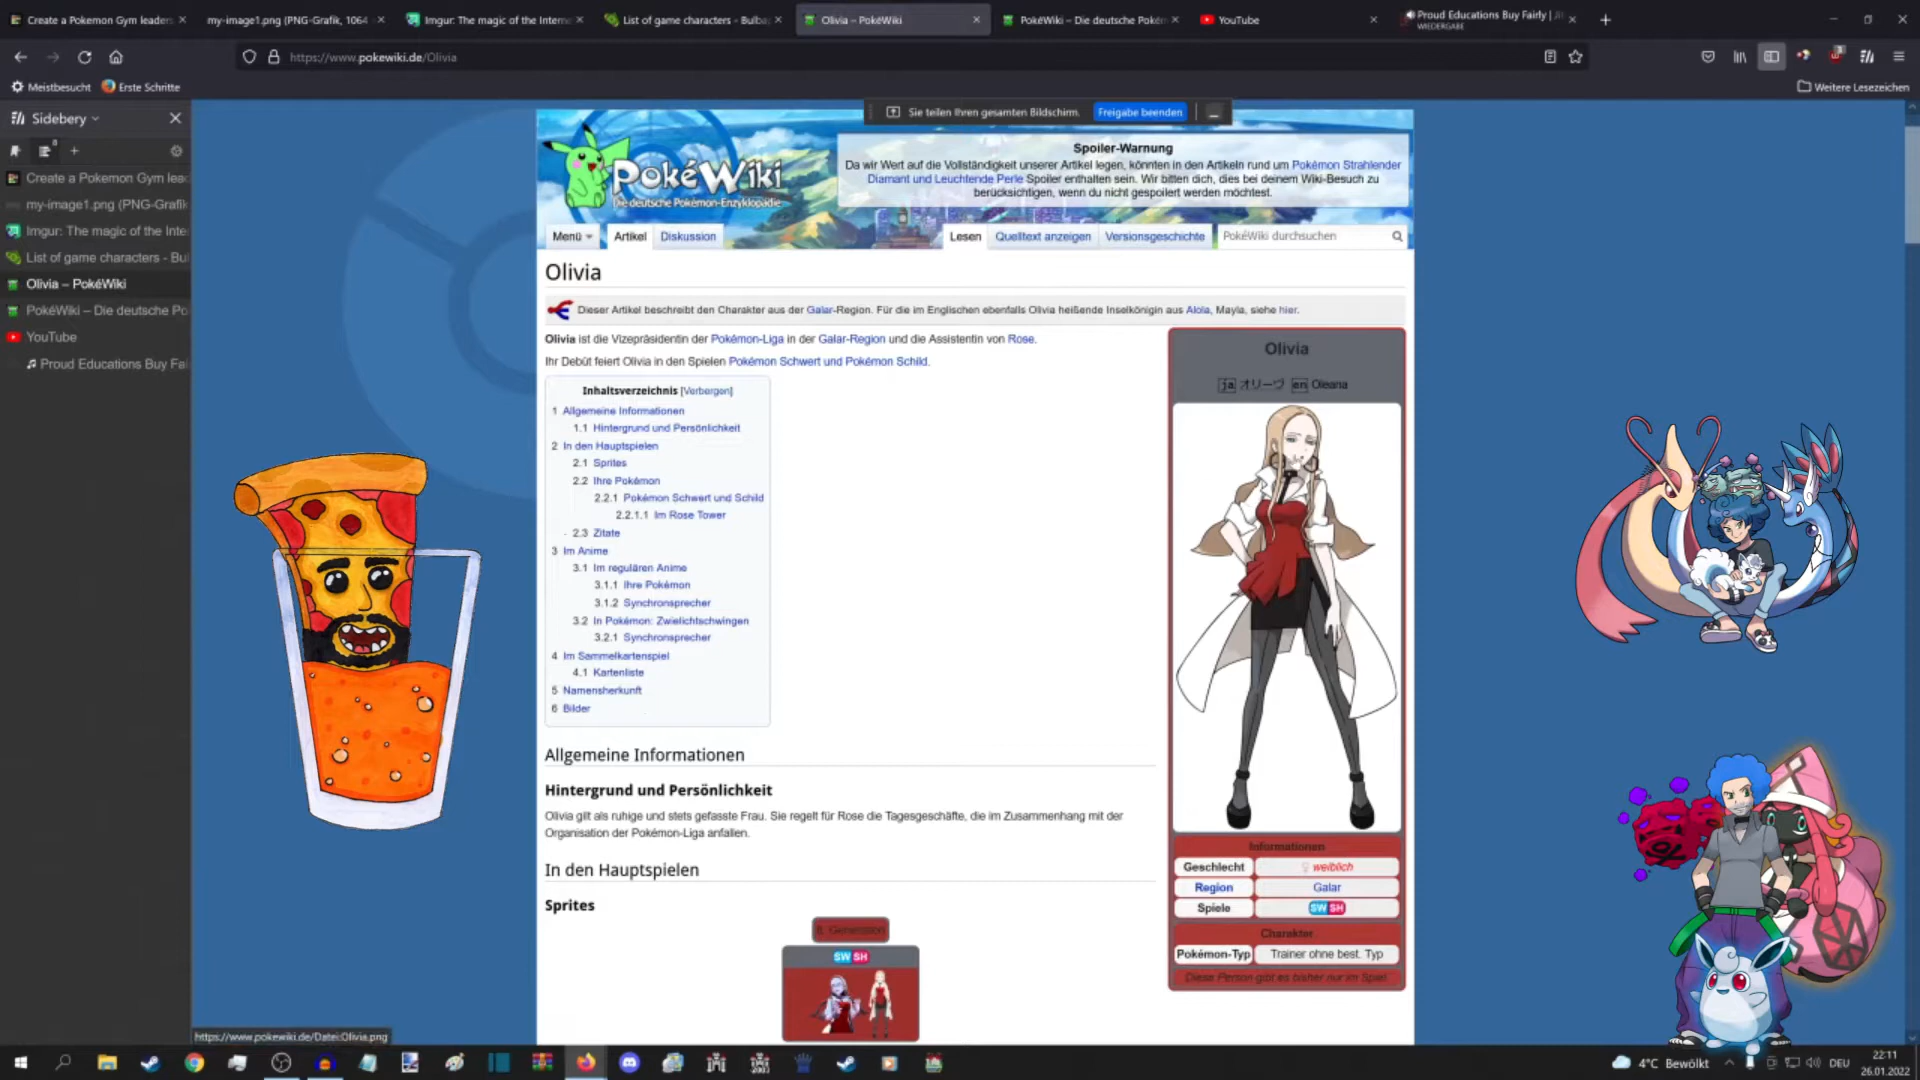 Create a Pokemon Gym leader
my-image1.png (PNG-Grafik, 1064
Imgur: The magic of the Interne
List of game characters - Bulba
Olivia – PokéWiki
PokéWiki – Die deutsche Pokém
YouTube
Proud Educations Buy Fairly |
WIEDERGABE
https://www.pokewiki.de/Olivia
Meistbesucht
Erste Schritte
Weitere Lesezeichen
Sidebery
Create a Pokemon Gym lead
my-image1.png (PNG-Grafik
Imgur: The magic of the Inte
List of game characters - Bul
Olivia – PokéWiki
PokéWiki – Die deutsche Po
YouTube
Proud Educations Buy Fai
Sie teilen Ihren gesamten Bildschirm.
Freigabe beenden
PokéWiki
Die deutsche Pokémon-Enzyklopädie
Spoiler-Warnung
Da wir Wert auf die Vollständigkeit unserer Artikel legen, könnten in den Artikeln rund um Pokémon Strahlender
Diamant und Leuchtende Perle Spoiler enthalten sein. Wir bitten dich, dies bei deinem Wiki-Besuch zu
berücksichtigen, wenn du nicht gespoilert werden möchtest.
Menü
Artikel
Diskussion
Lesen
Quelltext anzeigen
Versionsgeschichte
PokéWiki durchsuchen
Olivia
Dieser Artikel beschreibt den Charakter aus der Galar-Region. Für die im Englischen ebenfalls Olivia heißende Inselkönigin aus Alola, Mayla, siehe hier.
Olivia ist die Vizepräsidentin der Pokémon-Liga in der Galar-Region und die Assistentin von Rose.
Ihr Debüt feiert Olivia in den Spielen Pokémon Schwert und Pokémon Schild.
Inhaltsverzeichnis [Verbergen]
1 Allgemeine Informationen
1.1 Hintergrund und Persönlichkeit
2 In den Hauptspielen
2.1 Sprites
2.2 Ihre Pokémon
2.2.1 Pokémon Schwert und Schild
2.2.1.1 Im Rose Tower
2.3 Zitate
3 Im Anime
3.1 Im regulären Anime
3.1.1 Ihre Pokémon
3.1.2 Synchronsprecher
3.2 In Pokémon: Zwielichtschwingen
3.2.1 Synchronsprecher
4 Im Sammelkartenspiel
4.1 Kartenliste
5 Namensherkunft
6 Bilder
Allgemeine Informationen
Hintergrund und Persönlichkeit
Olivia gilt als ruhige und stets gefasste Frau. Sie regelt für Rose die Tagesgeschäfte, die im Zusammenhang mit der
Organisation der Pokémon-Liga anfallen.
In den Hauptspielen
Sprites
8. Generation
SW SH
Olivia
ja オリーヴ en Oleana
Informationen
Geschlecht
♀ weiblich
Region
Galar
Spiele
SW SH
Charakter
Pokémon-Typ
Trainer ohne best. Typ
Diese Person gibt es bisher nur im Spiel.
https://www.pokewiki.de/Datei:Olivia.png
4°C Bewölkt
DEU
22:11
26.01.2022